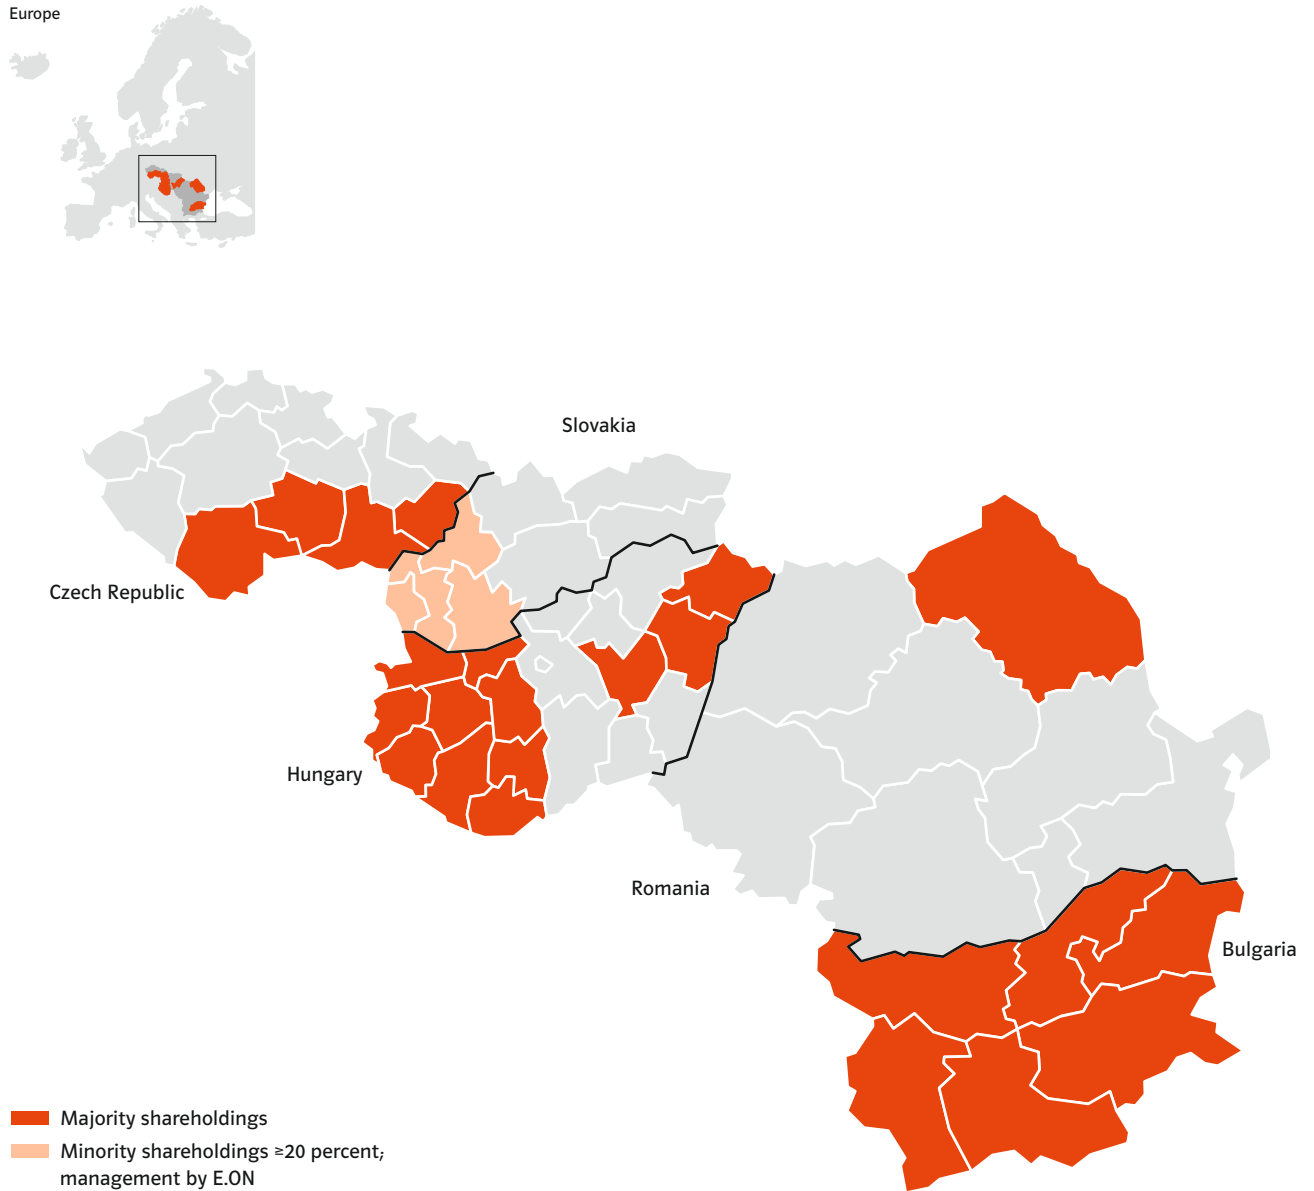 Europe
Slovakia
Czech Republic
Hungary
Romania
Bulgaria
Majority shareholdings
Minority shareholdings ≥20 percent;
management by E.ON